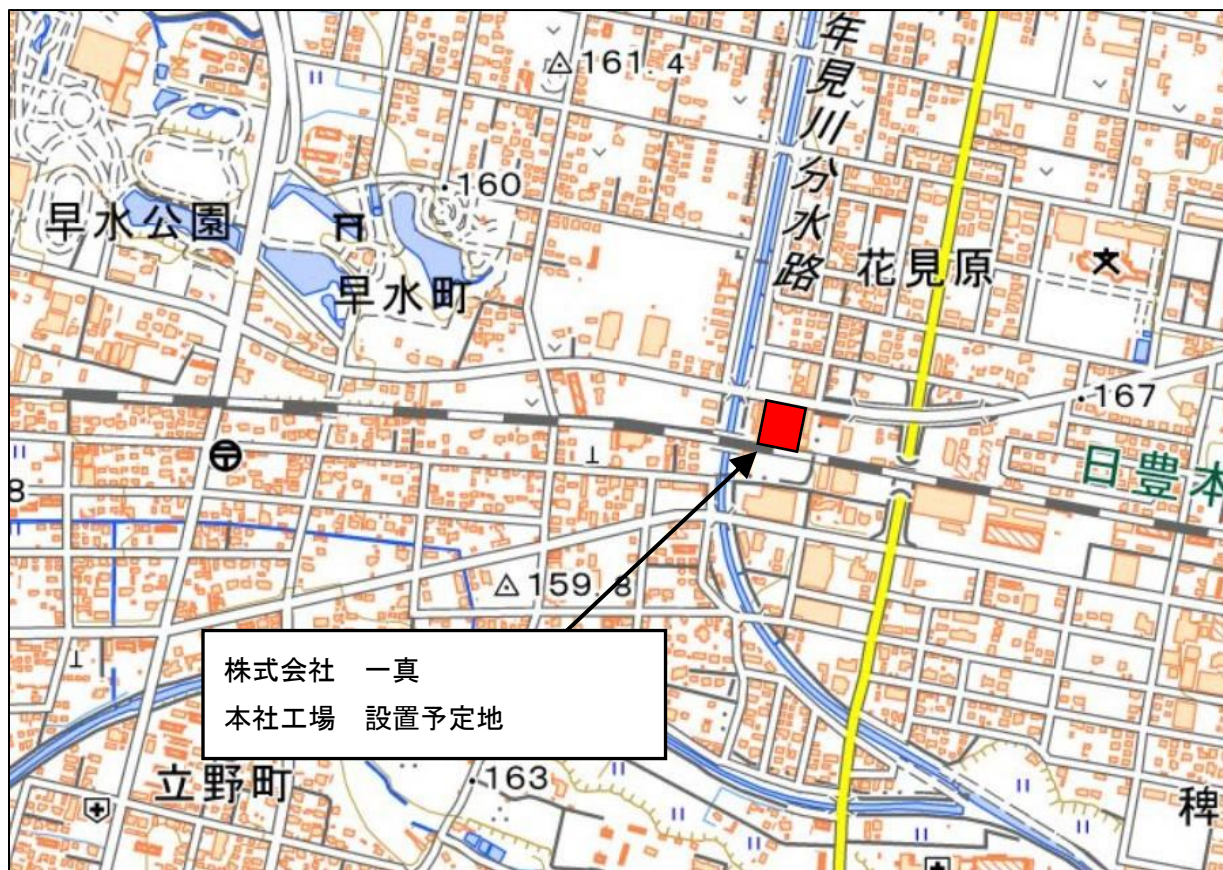 161.4
年見川分水路
160
早水公園
花見原
早水町
167
日豊本
8
159.8
株式会社　一真
本社工場　設置予定地
立野町
163
稗